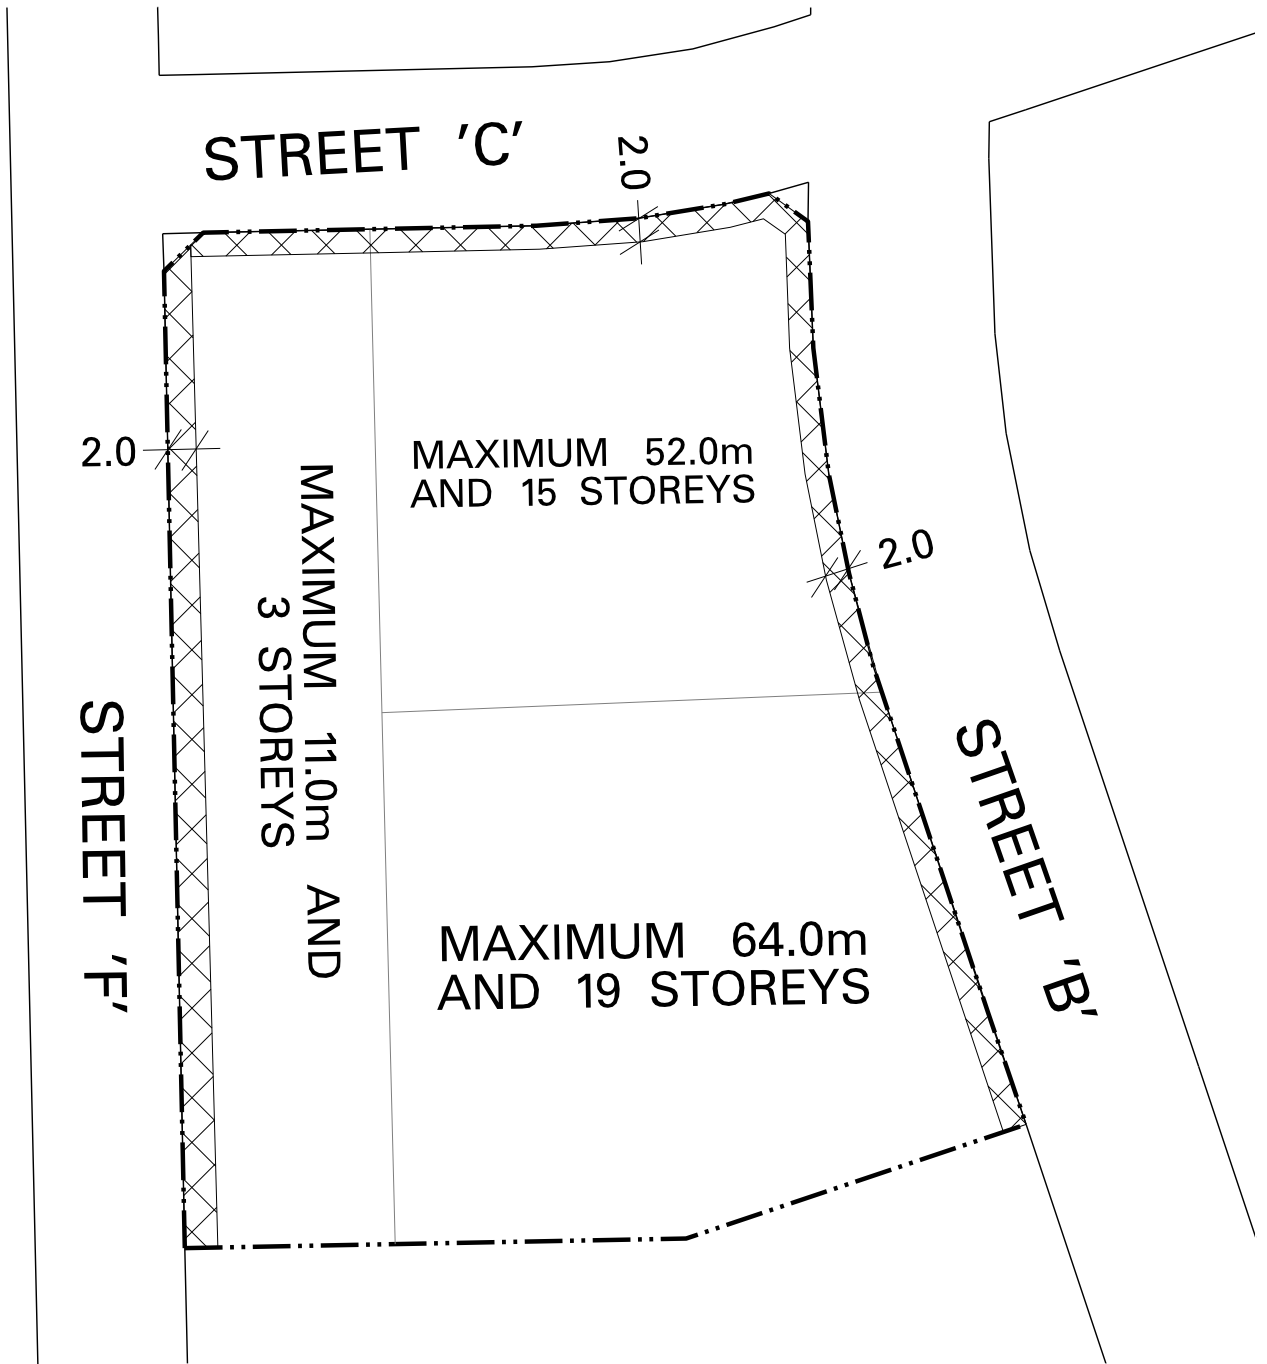 STREET 'C'
2.0
2.0
MAXIMUM 52.0m
AND 15 STOREYS
2.0
MAXIMUM 11.0m AND
3 STOREYS
STREET 'F'
STREET 'B'
MAXIMUM 64.0m
AND 19 STOREYS